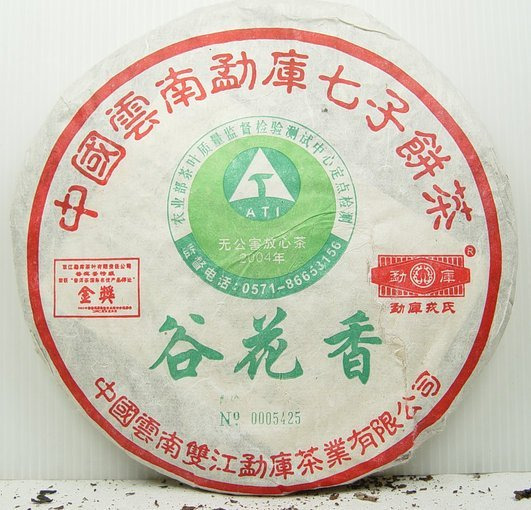 中國雲南勐庫七子餅茶
农业部茶叶质量监督检验测试中心定点检测
ATI
无公害放心茶
2004年
监督电话:0571-86653156
金獎
®
勐庫
勐庫戎氏
谷花香
Nº 0005425
中國雲南雙江勐庫茶業有限公司